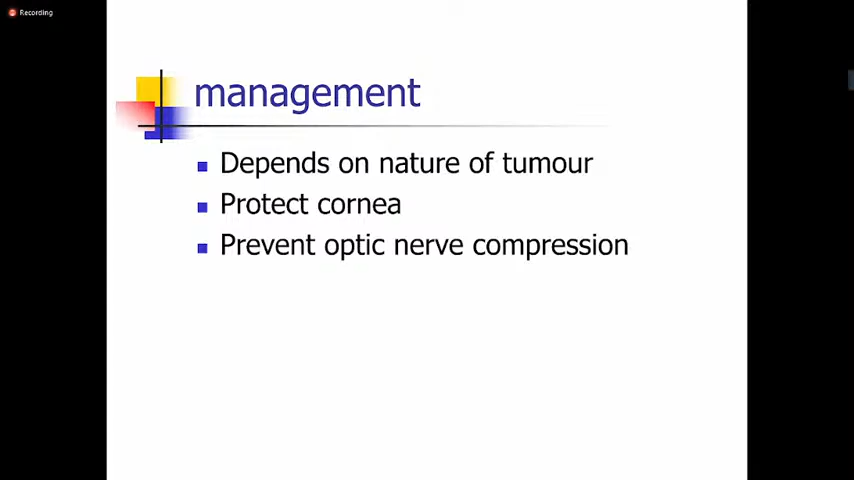 Recording
management
Depends on nature of tumour
Protect cornea
Prevent optic nerve compression